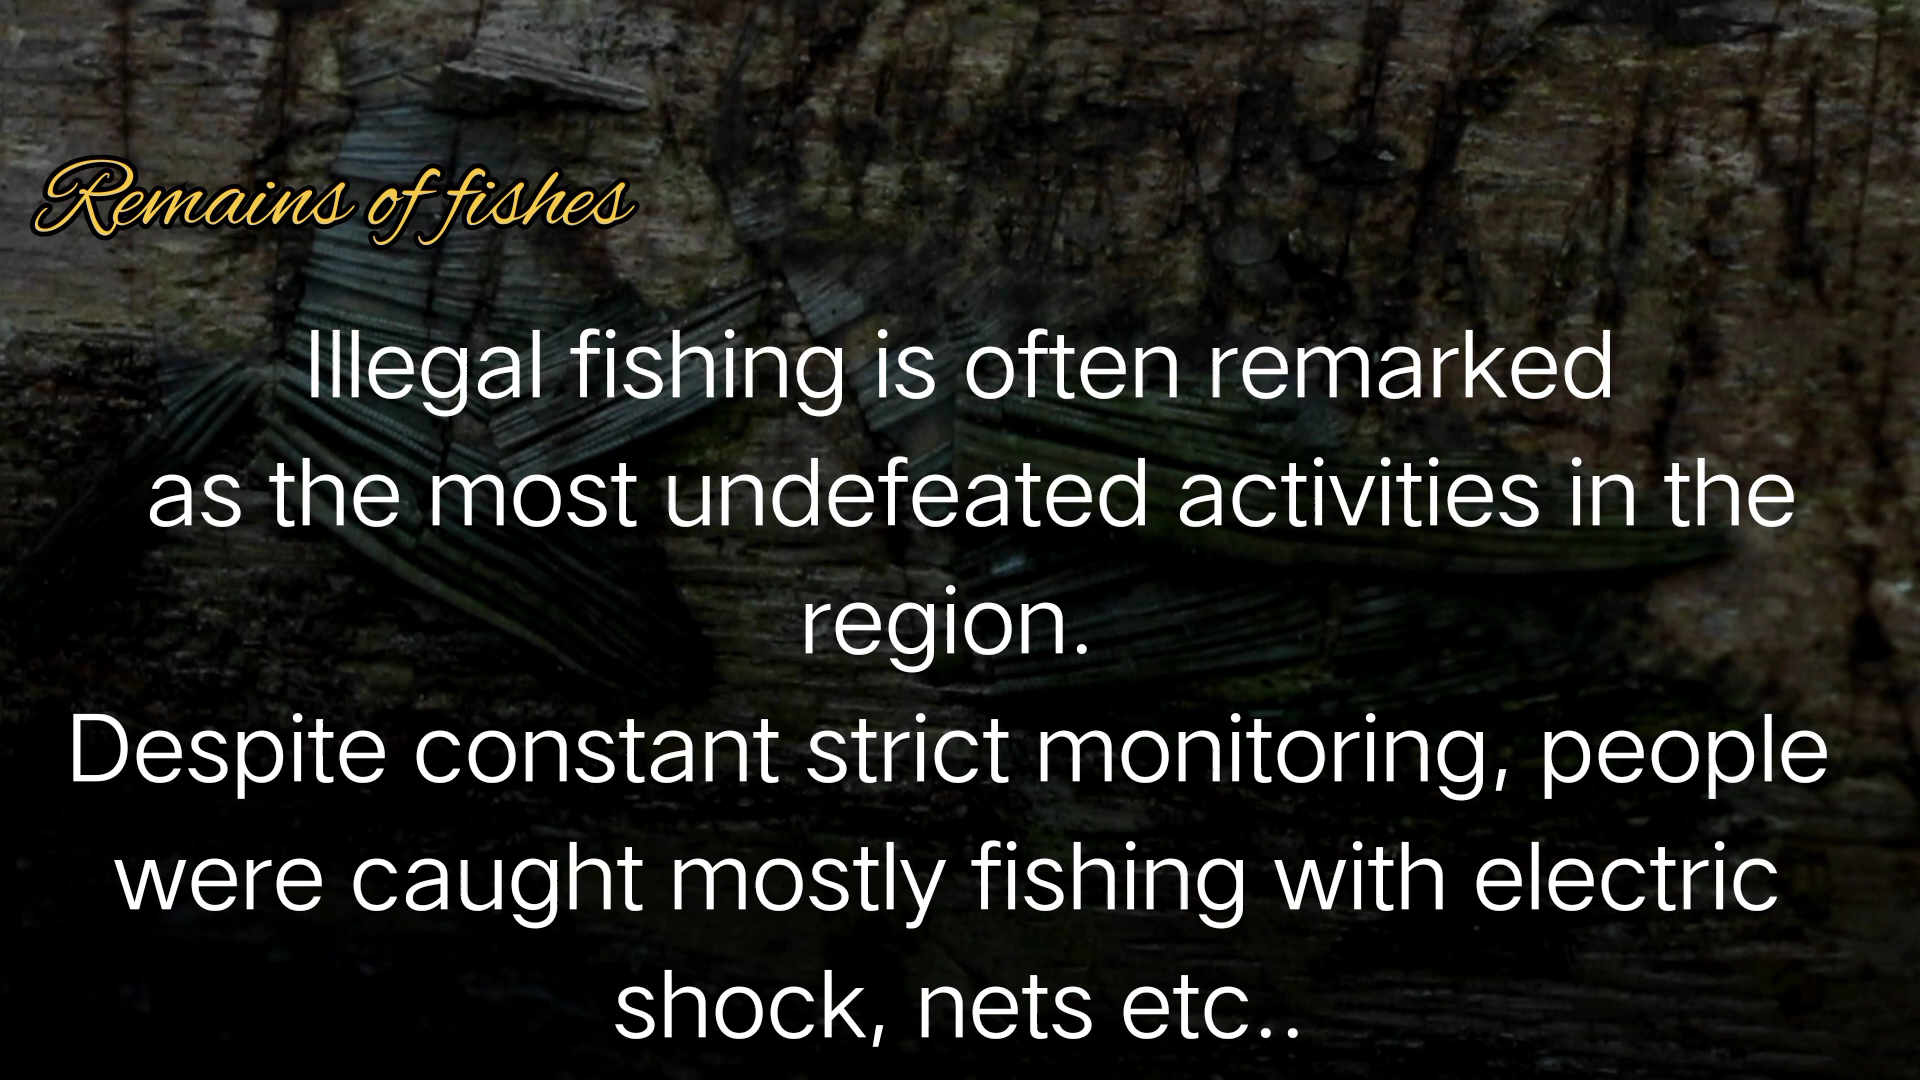 Remains of fishes
Illegal fishing is often remarked
as the most undefeated activities in the
region.
Despite constant strict monitoring, people
were caught mostly fishing with electric
shock, nets etc..